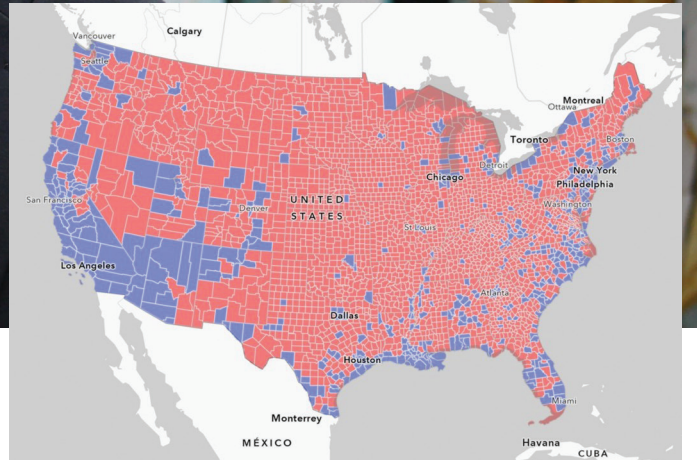 Vancouver
Calgary
Seattle
Montreal
Ottawa
Toronto
Boston
Detroit
Chicago
New York
Philadelphia
San Francisco
Denver
UNITED
STATES
Washington
St Louis
Los Angeles
Atlanta
Dallas
Houston
Miami
Monterrey
MÉXICO
Havana
CUBA